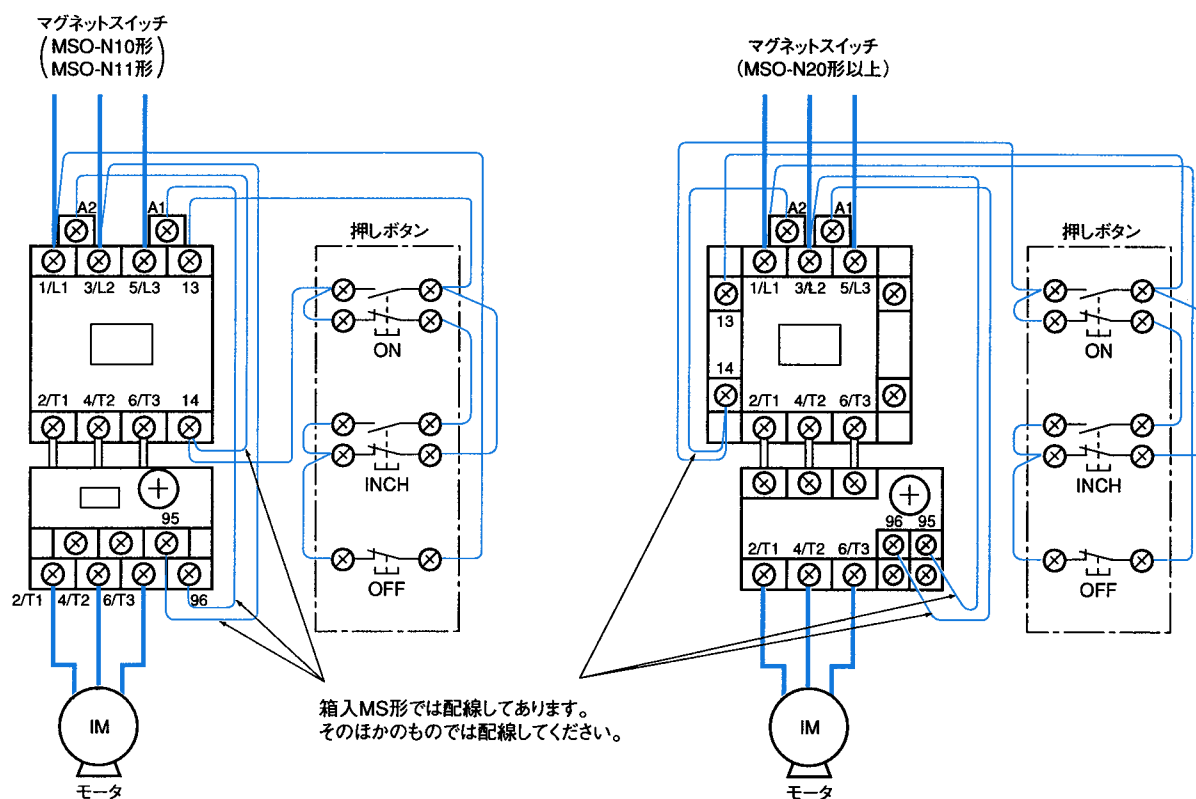 マグネットスイッチ
(MSO-N10形
MSO-N11形)
A2 A1
1/L1 3/L2 5/L3 13
2/T1 4/T2 6/T3 14
95
2/T1 4/T2 6/T3 96
IM
モータ
押しボタン
ON
INCH
OFF
マグネットスイッチ
(MSO-N20形以上)
A2 A1
1/L1 3/L2 5/L3
13
14
2/T1 4/T2 6/T3
96 95
2/T1 4/T2 6/T3
IM
モータ
押しボタン
ON
INCH
OFF
箱入MS形では配線してあります。
そのほかのものでは配線してください。